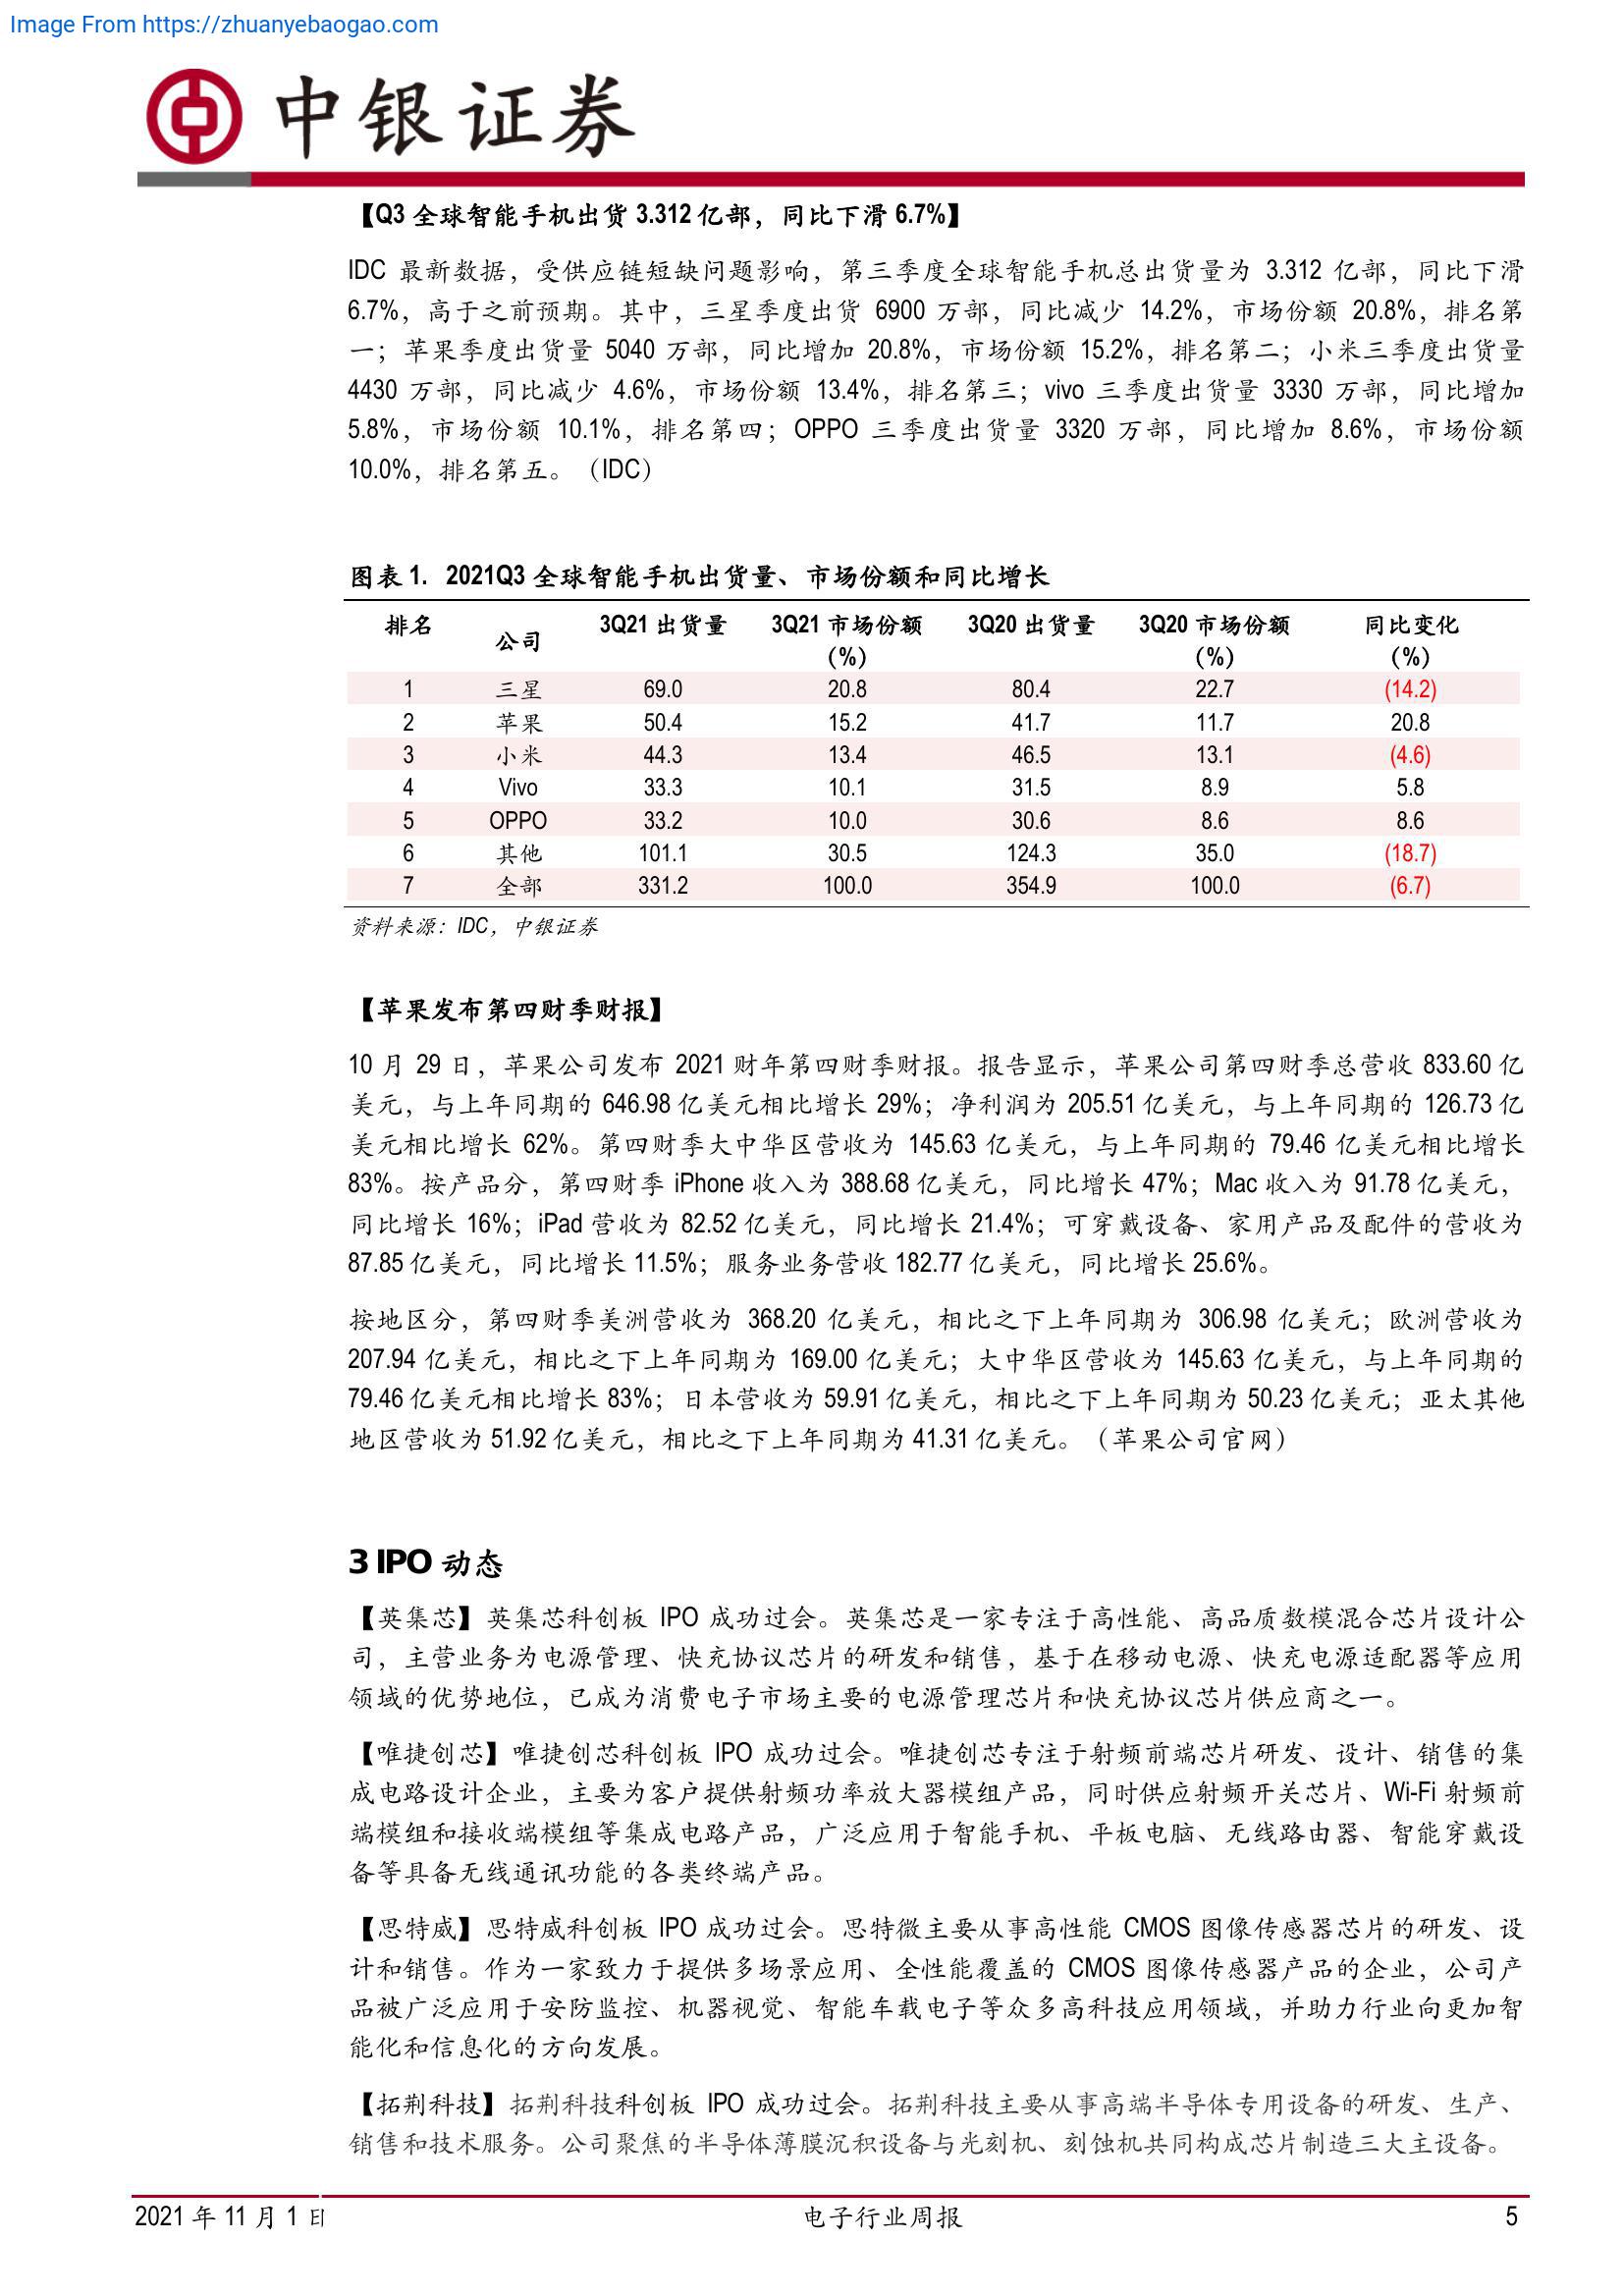 Image From https://zhuanyebaogao.com
中银证券
【Q3 全球智能手机出货 3.312 亿部，同比下滑 6.7%】
IDC 最新数据，受供应链短缺问题影响，第三季度全球智能手机总出货量为 3.312 亿部，同比下滑
6.7%，高于之前预期。其中，三星季度出货 6900 万部，同比减少 14.2%，市场份额 20.8%，排名第
一；苹果季度出货量 5040 万部，同比增加 20.8%，市场份额 15.2%，排名第二；小米三季度出货量
4430 万部，同比减少 4.6%，市场份额 13.4%，排名第三；vivo 三季度出货量 3330 万部，同比增加
5.8%，市场份额 10.1%，排名第四；OPPO 三季度出货量 3320 万部，同比增加 8.6%，市场份额
10.0%，排名第五。（IDC）
图表 1. 2021Q3 全球智能手机出货量、市场份额和同比增长
排名 公司 3Q21 出货量 3Q21 市场份额 3Q20 出货量 3Q20 市场份额 同比变化
（%） （%） （%）
1 三星 69.0 20.8 80.4 22.7 (14.2)
2 苹果 50.4 15.2 41.7 11.7 20.8
3 小米 44.3 13.4 46.5 13.1 (4.6)
4 Vivo 33.3 10.1 31.5 8.9 5.8
5 OPPO 33.2 10.0 30.6 8.6 8.6
6 其他 101.1 30.5 124.3 35.0 (18.7)
7 全部 331.2 100.0 354.9 100.0 (6.7)
资料来源：IDC，中银证券
【苹果发布第四财季财报】
10 月 29 日，苹果公司发布 2021 财年第四财季财报。报告显示，苹果公司第四财季总营收 833.60 亿
美元，与上年同期的 646.98 亿美元相比增长 29%；净利润为 205.51 亿美元，与上年同期的 126.73 亿
美元相比增长 62%。第四财季大中华区营收为 145.63 亿美元，与上年同期的 79.46 亿美元相比增长
83%。按产品分，第四财季 iPhone 收入为 388.68 亿美元，同比增长 47%；Mac 收入为 91.78 亿美元，
同比增长 16%；iPad 营收为 82.52 亿美元，同比增长 21.4%；可穿戴设备、家用产品及配件的营收为
87.85 亿美元，同比增长 11.5%；服务业务营收 182.77 亿美元，同比增长 25.6%。
按地区分，第四财季美洲营收为 368.20 亿美元，相比之下上年同期为 306.98 亿美元；欧洲营收为
207.94 亿美元，相比之下上年同期为 169.00 亿美元；大中华区营收为 145.63 亿美元，与上年同期的
79.46 亿美元相比增长 83%；日本营收为 59.91 亿美元，相比之下上年同期为 50.23 亿美元；亚太其他
地区营收为 51.92 亿美元，相比之下上年同期为 41.31 亿美元。（苹果公司官网）
3 IPO 动态
【英集芯】英集芯科创板 IPO 成功过会。英集芯是一家专注于高性能、高品质数模混合芯片设计公
司，主营业务为电源管理、快充协议芯片的研发和销售，基于在移动电源、快充电源适配器等应用
领域的优势地位，已成为消费电子市场主要的电源管理芯片和快充协议芯片供应商之一。
【唯捷创芯】唯捷创芯科创板 IPO 成功过会。唯捷创芯专注于射频前端芯片研发、设计、销售的集
成电路设计企业，主要为客户提供射频功率放大器模组产品，同时供应射频开关芯片、Wi-Fi 射频前
端模组和接收端模组等集成电路产品，广泛应用于智能手机、平板电脑、无线路由器、智能穿戴设
备等具备无线通讯功能的各类终端产品。
【思特威】思特威科创板 IPO 成功过会。思特微主要从事高性能 CMOS 图像传感器芯片的研发、设
计和销售。作为一家致力于提供多场景应用、全性能覆盖的 CMOS 图像传感器产品的企业，公司产
品被广泛应用于安防监控、机器视觉、智能车载电子等众多高科技应用领域，并助力行业向更加智
能化和信息化的方向发展。
【拓荆科技】拓荆科技科创板 IPO 成功过会。拓荆科技主要从事高端半导体专用设备的研发、生产、
销售和技术服务。公司聚焦的半导体薄膜沉积设备与光刻机、刻蚀机共同构成芯片制造三大主设备。
2021 年 11 月 1 日 电子行业周报 5